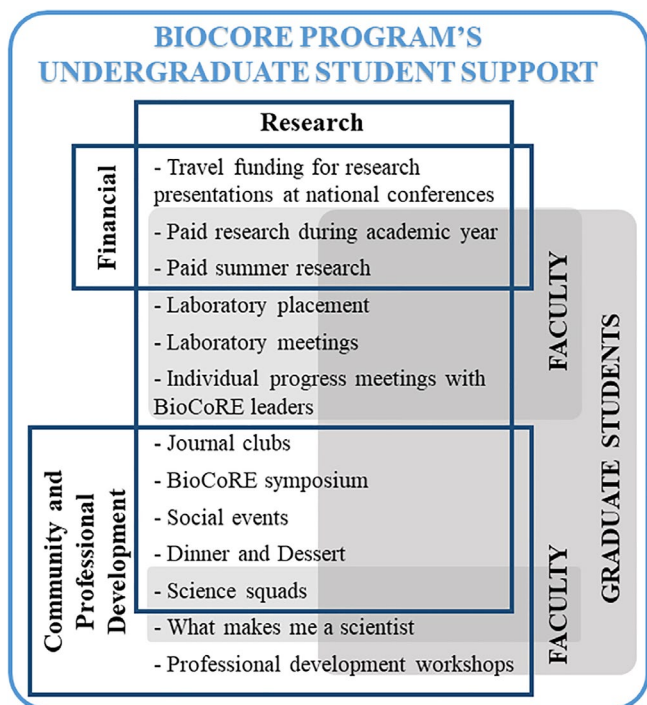 BIOCORE PROGRAM'S
UNDERGRADUATE STUDENT SUPPORT
Research
Financial
- Travel funding for research
presentations at national conferences
- Paid research during academic year
- Paid summer research
- Laboratory placement
- Laboratory meetings
- Individual progress meetings with
BioCoRE leaders
FACULTY
GRADUATE STUDENTS
Community and
Professional
Development
- Journal clubs
- BioCoRE symposium
- Social events
- Dinner and Dessert
- Science squads
- What makes me a scientist
- Professional development workshops
FACULTY